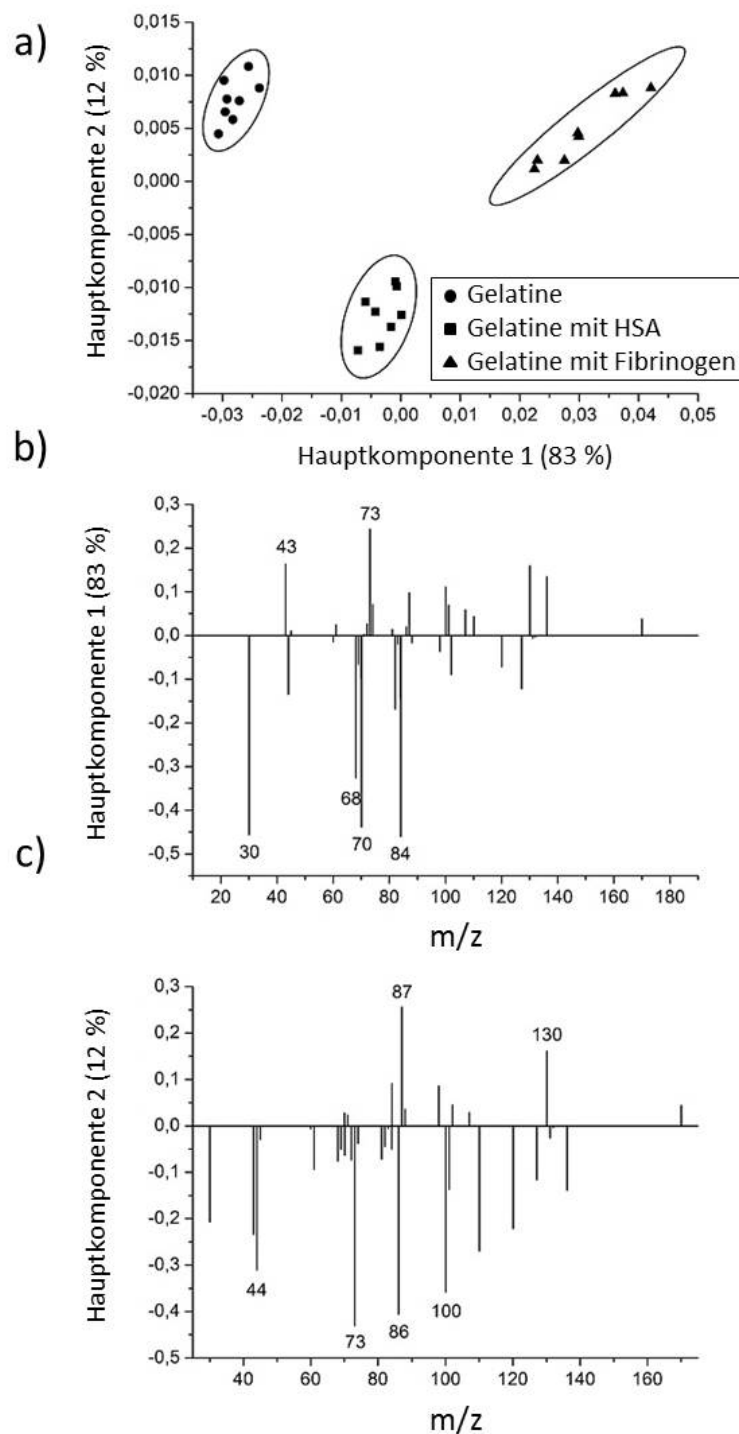 a)
Hauptkomponente 2 (12 %)
0,015
0,010
0,005
0,000
-0,005
-0,010
-0,015
-0,020
Gelatine
Gelatine mit HSA
Gelatine mit Fibrinogen
-0,03 -0,02 -0,01 0,00 0,01 0,02 0,03 0,04 0,05
Hauptkomponente 1 (83 %)
b)
Hauptkomponente 1 (83 %)
0,3
0,2
0,1
0,0
-0,1
-0,2
-0,3
-0,4
-0,5
43
73
30
68
70
84
20 40 60 80 100 120 140 160 180
m/z
c)
Hauptkomponente 2 (12 %)
0,3
0,2
0,1
0,0
-0,1
-0,2
-0,3
-0,4
-0,5
87
130
44
73
86
100
40 60 80 100 120 140 160
m/z